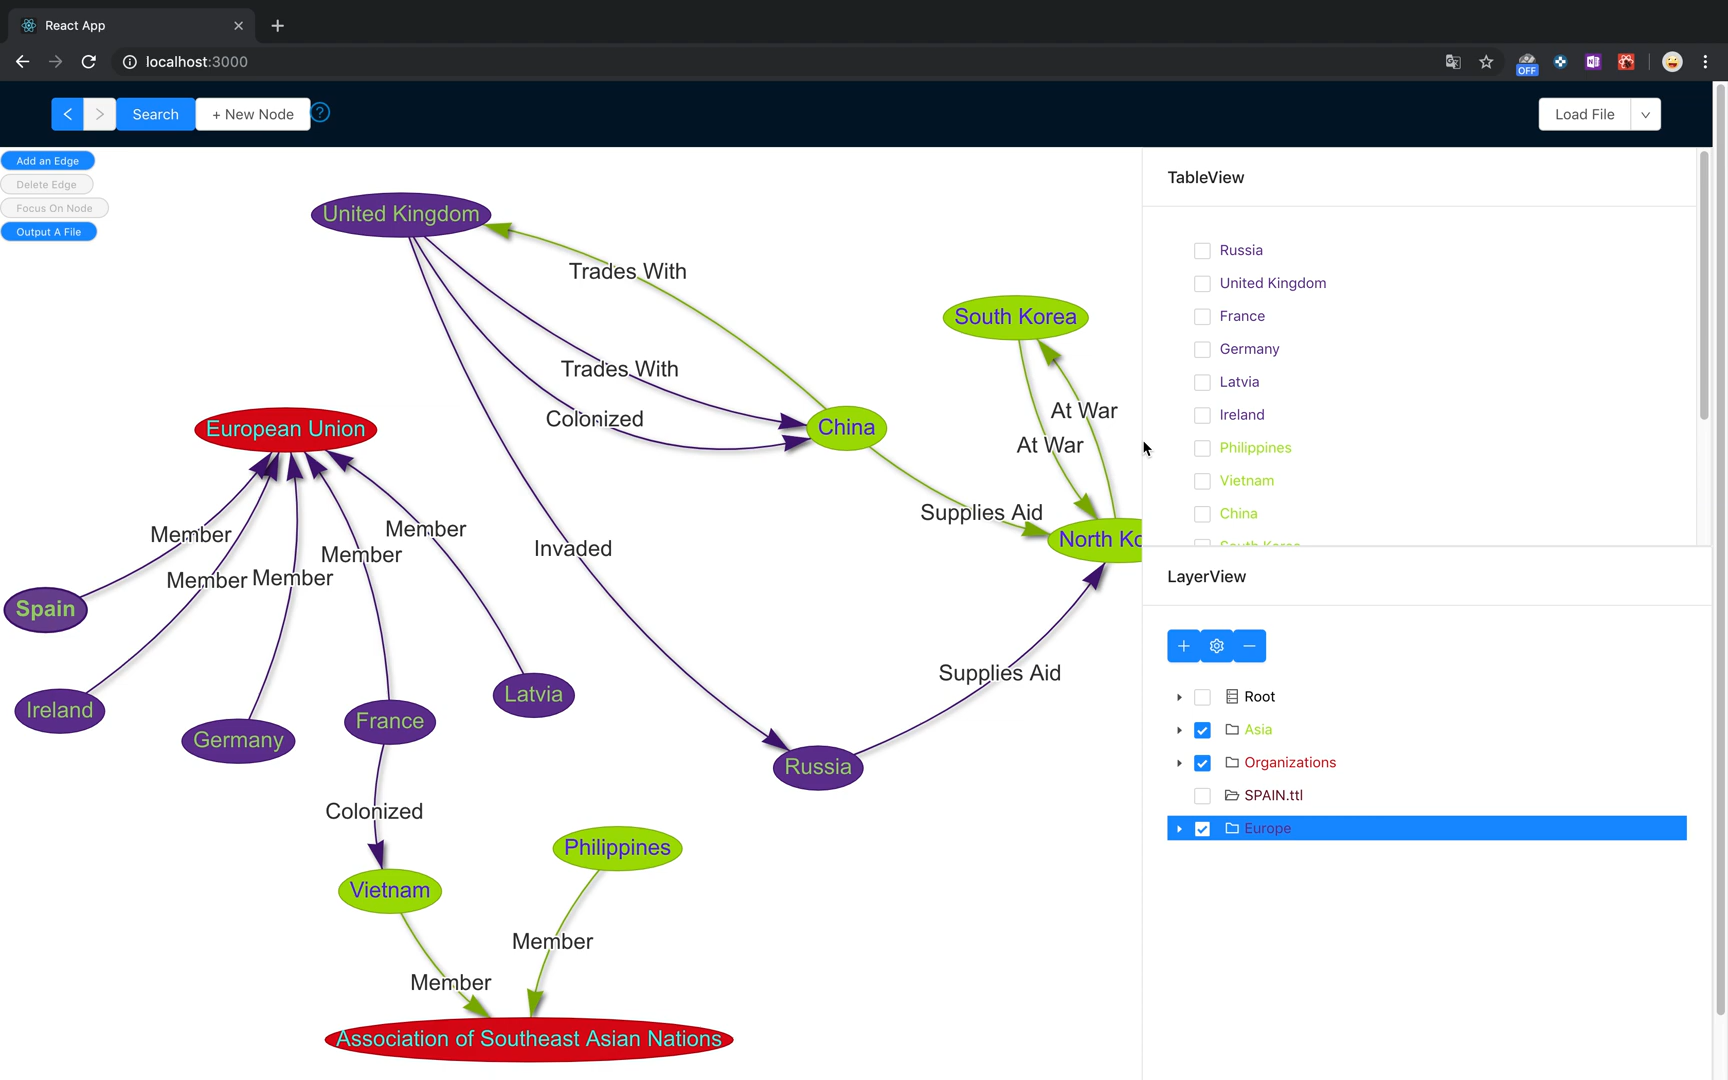 React App
localhost:3000
OFF
Search
+ New Node
?
Load File
Add an Edge
Delete Edge
Focus On Node
Output A File
United Kingdom
Trades With
South Korea
Trades With
Colonized
China
At War
At War
European Union
Supplies Aid
North Ko
Member
Member
Member
Member
Member
Invaded
Spain
Supplies Aid
Ireland
Germany
France
Latvia
Russia
Colonized
Philippines
Vietnam
Member
Member
Association of Southeast Asian Nations
TableView
Russia
United Kingdom
France
Germany
Latvia
Ireland
Philippines
Vietnam
China
South Korea
LayerView
Root
Asia
Organizations
SPAIN.ttl
Europe